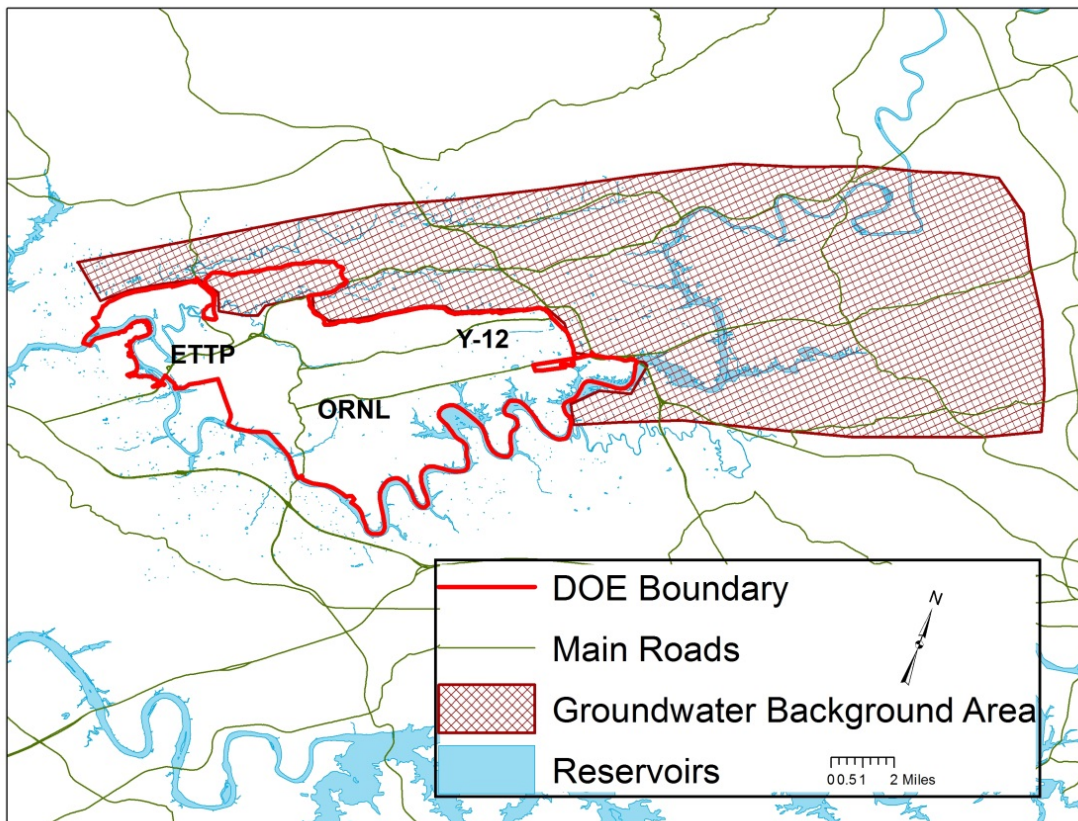 Y-12
ETTP
ORNL
DOE Boundary
N
Main Roads
Groundwater Background Area
Reservoirs
0 0.5 1 2 Miles